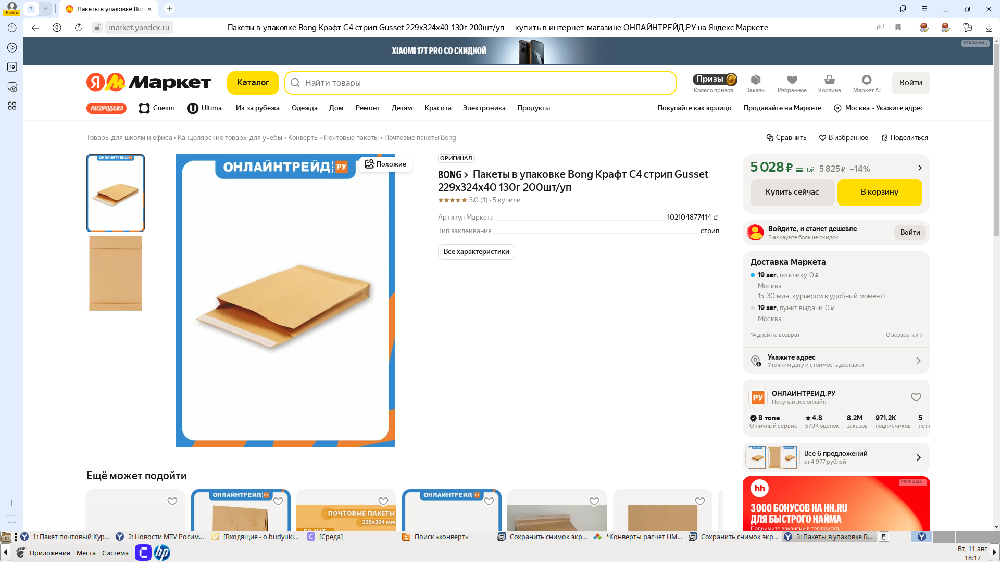 Войти
1
Пакеты в упаковке Bon
market.yandex.ru
Пакеты в упаковке Bong Крафт C4 стрип Gusset 229x324x40 130г 200шт/уп — купить в интернет-магазине ОНЛАЙНТРЕЙД.РУ на Яндекс Маркете
19
XIAOMI 17T PRO СО СКИДКОЙ
РЕКЛАМА
Я Маркет
Каталог
Найти товары
Призы
Колесо призов
Заказы
Избранное
Корзина
Маркет AI
Войти
РАСПРОДАЖА
Спешл
Ultima
Из-за рубежа
Одежда
Дом
Ремонт
Детям
Красота
Электроника
Продукты
Покупайте как юрлицо
Продавайте на Маркете
Москва • Укажите адрес
Товары для школы и офиса • Канцелярские товары для учебы • Конверты • Почтовые пакеты • Почтовые пакеты Bong
Сравнить
В избранное
Поделиться
ОНЛАЙНТРЕЙД РУ
ОНЛАЙНТРЕЙД РУ
Похожие
ОРИГИНАЛ
BONG > Пакеты в упаковке Bong Крафт C4 стрип Gusset
229x324x40 130г 200шт/уп
5.0 (1) · 5 купили
Артикул Маркета 102104877414
Тип заклеивания стрип
Все характеристики
5 028 ₽ Пэй 5 825 ₽ –14%
Купить сейчас
В корзину
Войдите, и станет дешевле
В аккаунте больше скидок
Войти
Доставка Маркета
19 авг, по клику 0 ₽
Москва
15-30 мин. курьером в удобный момент
19 авг, пункт выдачи 0 ₽
Москва
14 дней на возврат
О возвратах
Укажите адрес
Уточним дату и стоимость доставки
РУ
ОНЛАЙНТРЕЙД.РУ
Покупай всё онлайн!
В топе
Отличный сервис
4.8
579K оценок
8.2M
заказов
971.2K
подписчиков
5
лет
Все 6 предложений
от 4 977 рублей
Ещё может подойти
ОНЛАЙНТРЕЙД РУ
ПОЧТОВЫЕ ПАКЕТЫ
229x324 мм
ОНЛАЙНТРЕЙД РУ
РЕКЛАМА
hh
3000 БОНУСОВ НА HH.RU
ДЛЯ БЫСТРОГО НАЙМА
Поднимите вакансии в топ поиска,
1: Пакет почтовый Кур...
2: Новости МТУ Росим...
[Входящие - o.budyuki...
[Среда]
Поиск «конверт»
Сохранить снимок экр...
*Конверты расчет НМ...
Сохранить снимок экр...
3: Пакеты в упаковке B...
Приложения
Места
Система
C
hp
Вт, 11 авг
18:17